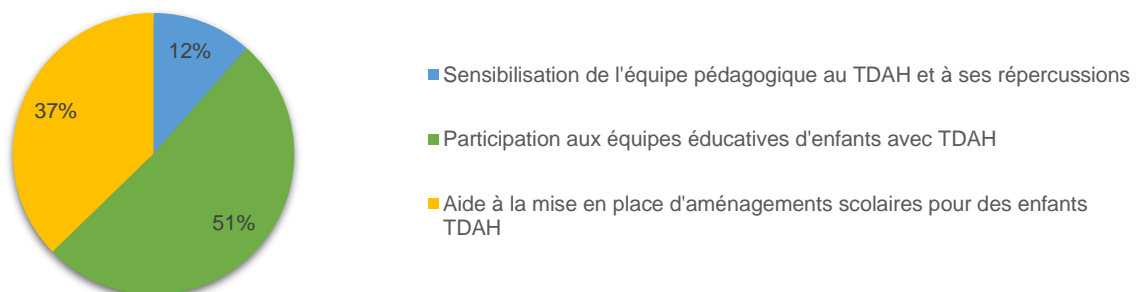 12%
37%
51%
Sensibilisation de l'équipe pédagogique au TDAH et à ses répercussions
Participation aux équipes éducatives d'enfants avec TDAH
Aide à la mise en place d'aménagements scolaires pour des enfants
TDAH